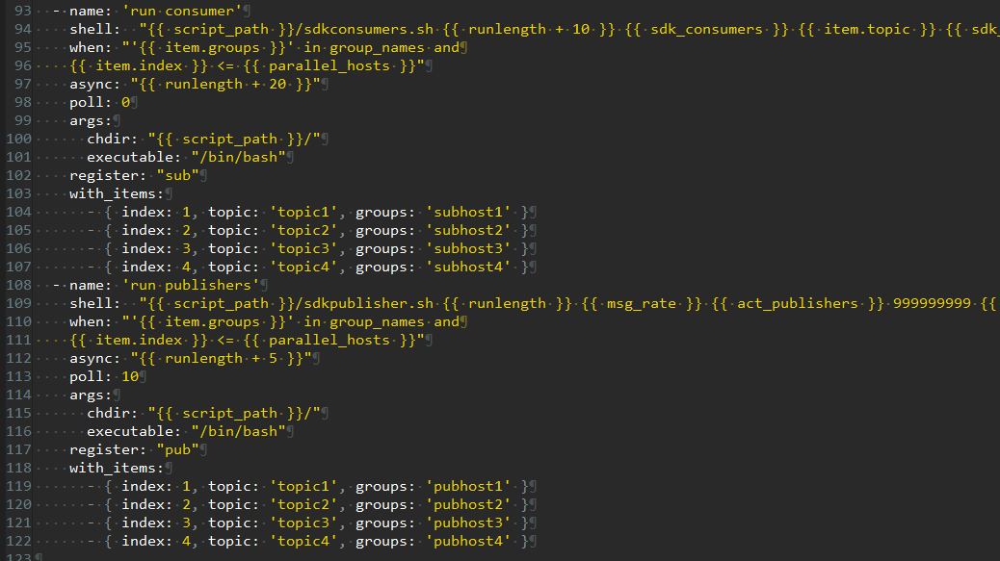 93 - name: 'run consumer'¶
94 shell: "{{ script_path }}/sdkconsumers.sh {{ runlength + 10 }} {{ sdk_consumers }} {{ item.topic }} {{ sdk_
95 when: "'{{ item.groups }}' in group_names and¶
96 {{ item.index }} <= {{ parallel_hosts }}"¶
97 async: "{{ runlength + 20 }}"¶
98 poll: 0¶
99 args:¶
100 chdir: "{{ script_path }}/"¶
101 executable: "/bin/bash"¶
102 register: "sub"¶
103 with_items:¶
104 - { index: 1, topic: 'topic1', groups: 'subhost1' }¶
105 - { index: 2, topic: 'topic2', groups: 'subhost2' }¶
106 - { index: 3, topic: 'topic3', groups: 'subhost3' }¶
107 - { index: 4, topic: 'topic4', groups: 'subhost4' }¶
108 - name: 'run publishers'¶
109 shell: "{{ script_path }}/sdkpublisher.sh {{ runlength }} {{ msg_rate }} {{ act_publishers }} 999999999 {{
110 when: "'{{ item.groups }}' in group_names and¶
111 {{ item.index }} <= {{ parallel_hosts }}"¶
112 async: "{{ runlength + 5 }}"¶
113 poll: 10¶
114 args:¶
115 chdir: "{{ script_path }}/"¶
116 executable: "/bin/bash"¶
117 register: "pub"¶
118 with_items:¶
119 - { index: 1, topic: 'topic1', groups: 'pubhost1' }¶
120 - { index: 2, topic: 'topic2', groups: 'pubhost2' }¶
121 - { index: 3, topic: 'topic3', groups: 'pubhost3' }¶
122 - { index: 4, topic: 'topic4', groups: 'pubhost4' }¶
123 ¶